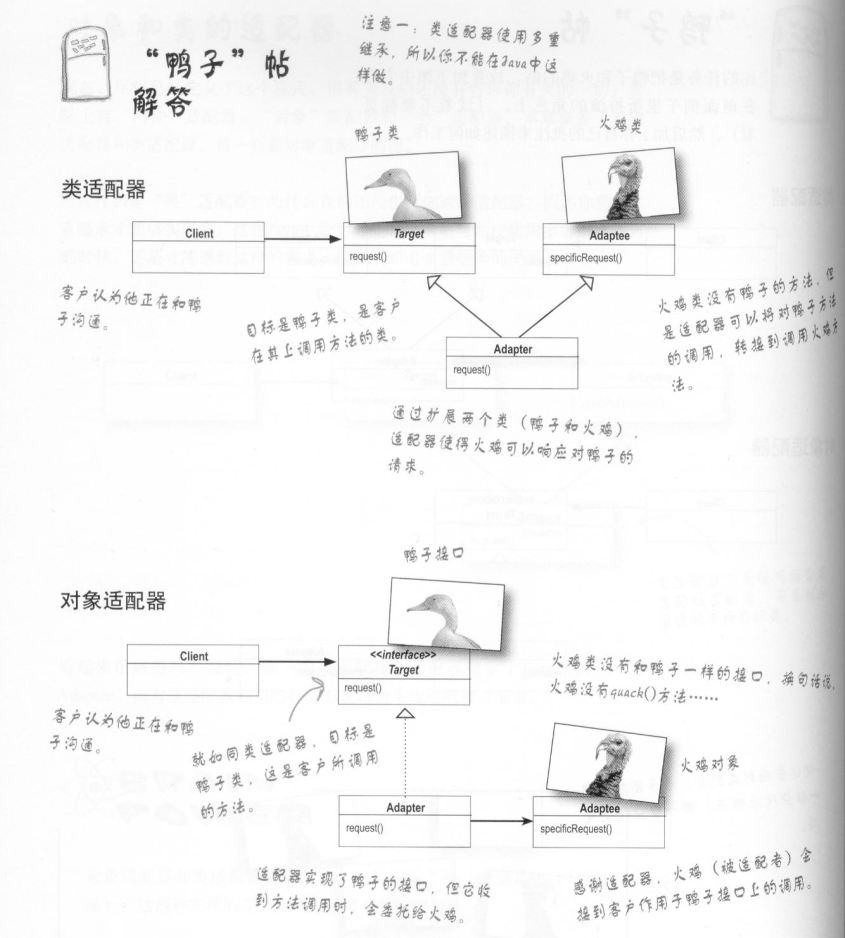 “鸭子”帖
解答
注意一：类适配器使用多重
继承，所以你不能在Java中这
样做。
鸭子类
火鸡类
类适配器
Client
Target
request()
Adaptee
specificRequest()
客户认为他正在和鸭
子沟通。
目标是鸭子类，是客户
在其上调用方法的类。
Adapter
request()
火鸡类没有鸭子的方法，但
是适配器可以将对鸭子方法
的调用，转接到调用火鸡方
法。
通过扩展两个类（鸭子和火鸡），
适配器使得火鸡可以响应对鸭子的
请求。
鸭子接口
对象适配器
Client
<<interface>>
Target
request()
火鸡类没有和鸭子一样的接口，换句话说，
火鸡没有quack()方法……
客户认为他正在和鸭
子沟通。
就如同类适配器，目标是
鸭子类，这是客户所调用
的方法。
火鸡对象
Adapter
request()
Adaptee
specificRequest()
适配器实现了鸭子的接口，但它收
到方法调用时，会委托给火鸡。
感谢适配器，火鸡（被适配者）会
接到客户作用于鸭子接口上的调用。